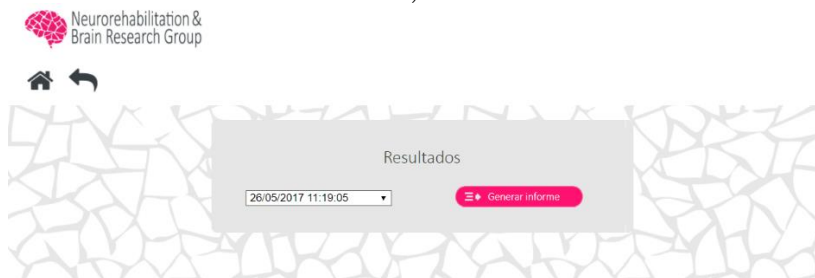 Neurorehabilitation &
Brain Research Group
Resultados
26/05/2017 11:19:05
Generar informe